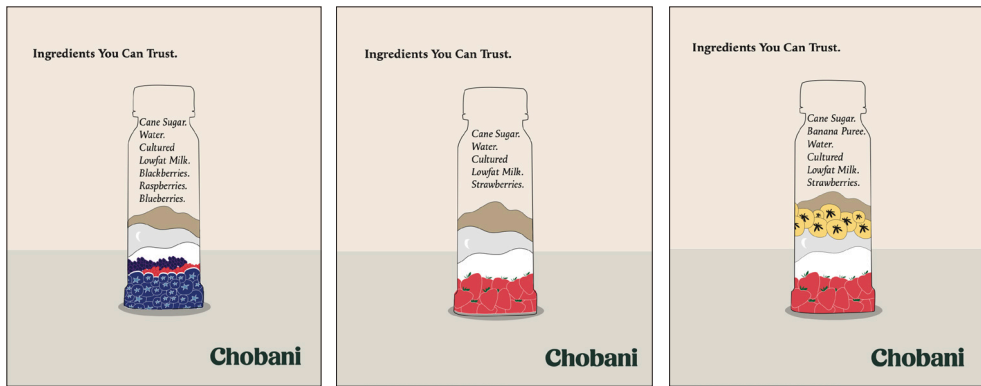 Ingredients You Can Trust.
Cane Sugar.
Water.
Cultured
Lowfat Milk.
Blackberries.
Raspberries.
Blueberries.
Chobani
Ingredients You Can Trust.
Cane Sugar.
Water.
Cultured
Lowfat Milk.
Strawberries.
Chobani
Ingredients You Can Trust.
Cane Sugar.
Banana Puree.
Water.
Cultured
Lowfat Milk.
Strawberries.
Chobani